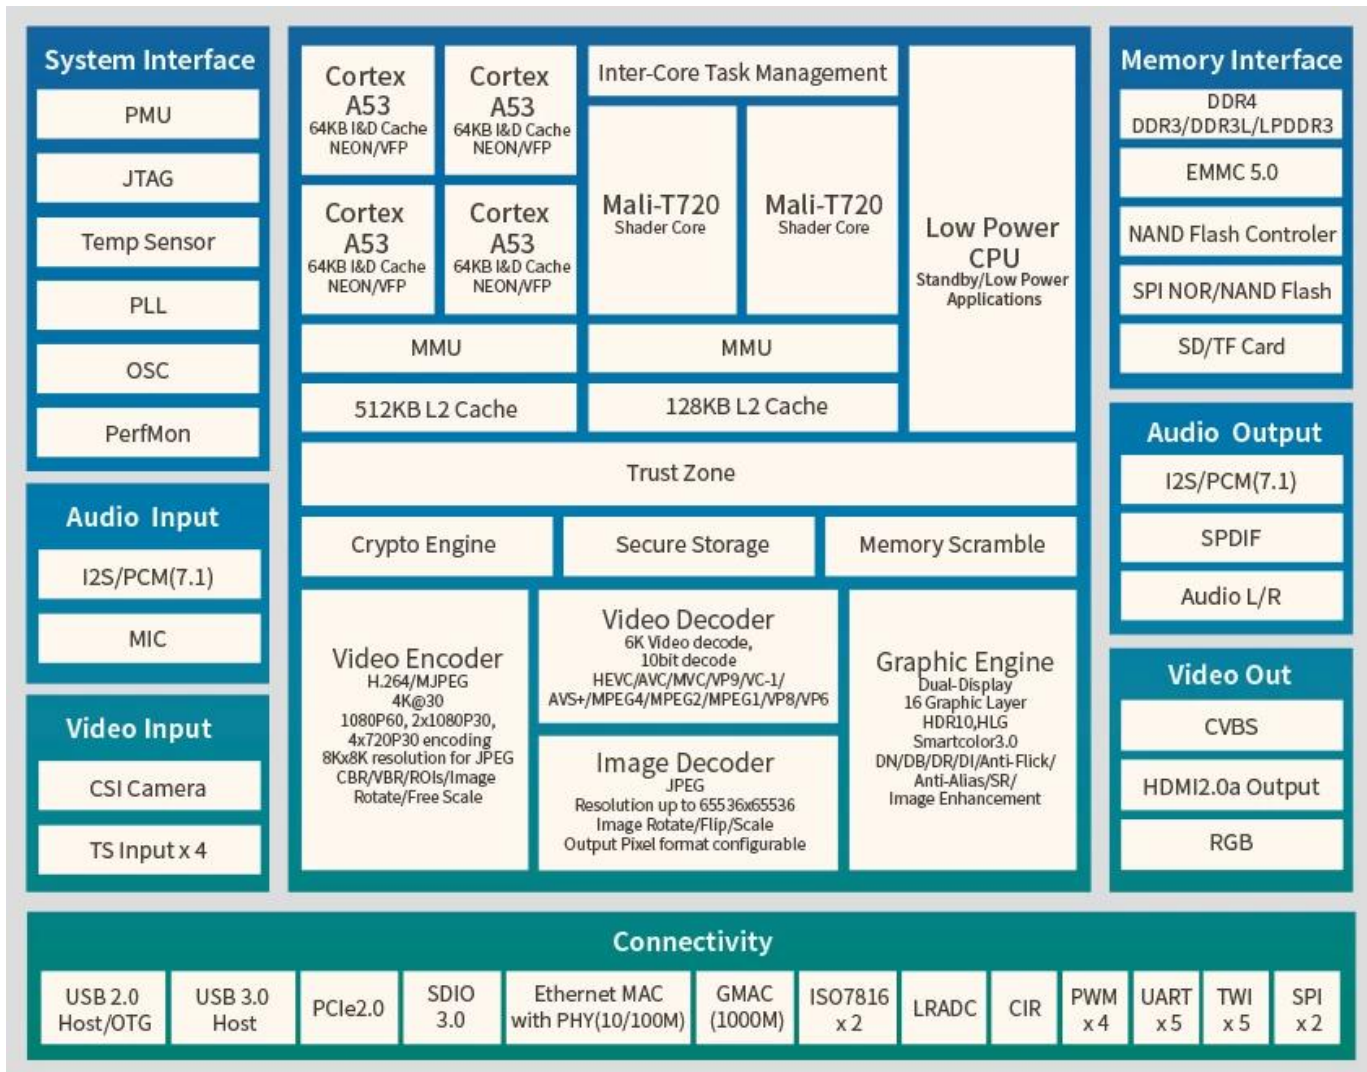 System Interface
PMU
JTAG
Temp Sensor
PLL
OSC
PerfMon
Audio Input
I2S/PCM(7.1)
MIC
Video Input
CSI Camera
TS Input x 4
Cortex
A53
64KB I&D Cache
NEON/VFP
Cortex
A53
64KB I&D Cache
NEON/VFP
Cortex
A53
64KB I&D Cache
NEON/VFP
Cortex
A53
64KB I&D Cache
NEON/VFP
MMU
512KB L2 Cache
Inter-Core Task Management
Mali-T720
Shader Core
Mali-T720
Shader Core
MMU
128KB L2 Cache
Low Power
CPU
Standby/Low Power
Applications
Trust Zone
Crypto Engine
Secure Storage
Memory Scramble
Video Encoder
H.264/MJPEG
4K@30
1080P60, 2x1080P30,
4x720P30 encoding
8Kx8K resolution for JPEG
CBR/VBR/ROIs/Image
Rotate/Free Scale
Video Decoder
6K Video decode,
10bit decode
HEVC/AVC/MVC/VP9/VC-1/
AVS+/MPEG4/MPEG2/MPEG1/VP8/VP6
Image Decoder
JPEG
Resolution up to 65536x65536
Image Rotate/Flip/Scale
Output Pixel format configurable
Graphic Engine
Dual-Display
16 Graphic Layer
HDR10,HLG
Smartcolor3.0
DN/DB/DR/DI/Anti-Flick/
Anti-Alias/SR/
Image Enhancement
Memory Interface
DDR4
DDR3/DDR3L/LPDDR3
EMMC 5.0
NAND Flash Controler
SPI NOR/NAND Flash
SD/TF Card
Audio Output
I2S/PCM(7.1)
SPDIF
Audio L/R
Video Out
CVBS
HDMI2.0a Output
RGB
Connectivity
USB 2.0
Host/OTG
USB 3.0
Host
PCIe2.0
SDIO
3.0
Ethernet MAC
with PHY(10/100M)
GMAC
(1000M)
ISO7816
x 2
LRADC
CIR
PWM
x 4
UART
x 5
TWI
x 5
SPI
x 2